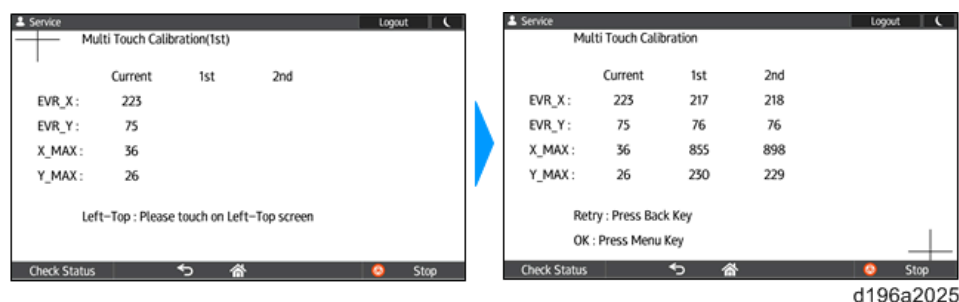 Service Logout
Multi Touch Calibration(1st)
Current 1st 2nd
EVR_X : 223
EVR_Y : 75
X_MAX : 36
Y_MAX : 26
Left-Top : Please touch on Left-Top screen
Check Status Stop
Service Logout
Multi Touch Calibration
Current 1st 2nd
EVR_X : 223 217 218
EVR_Y : 75 76 76
X_MAX : 36 855 898
Y_MAX : 26 230 229
Retry : Press Back Key
OK : Press Menu Key
Check Status Stop
d196a2025